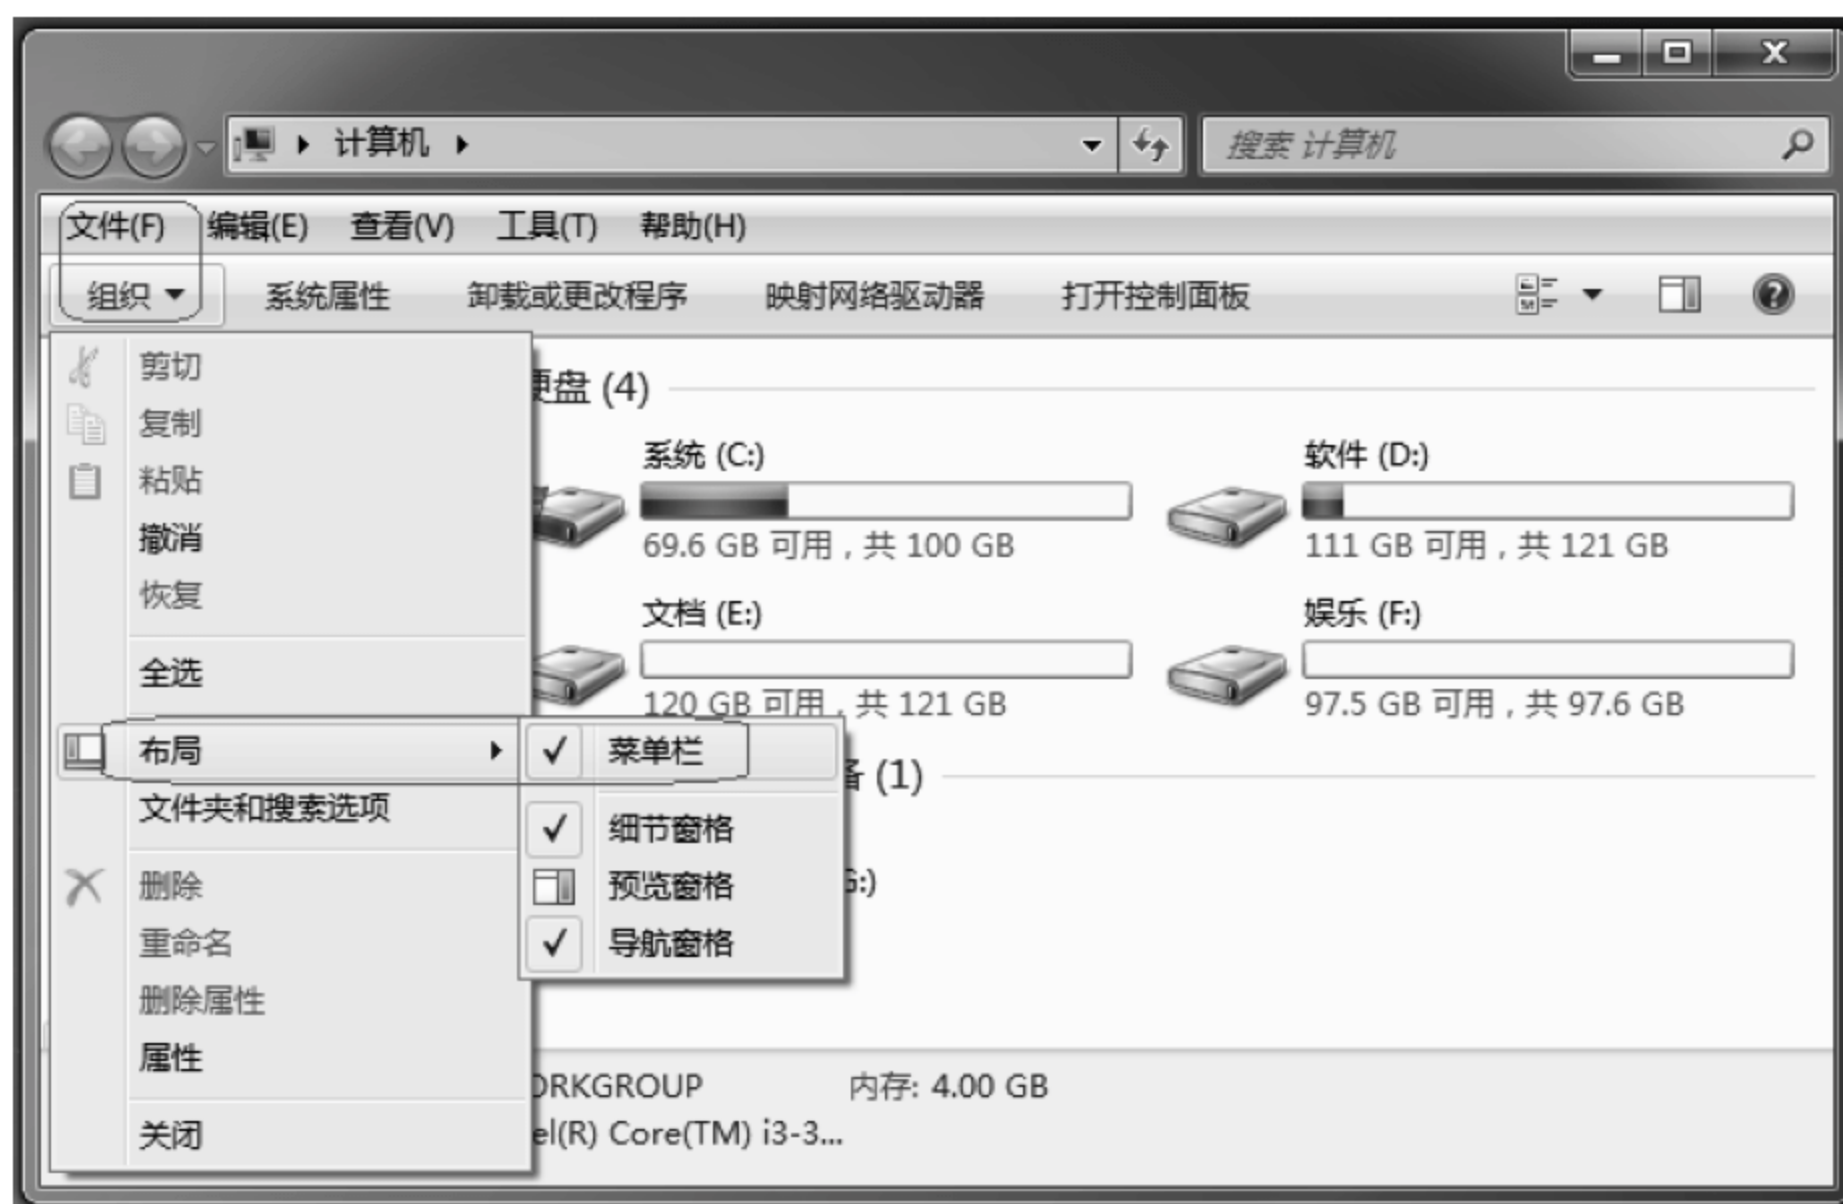 计算机
搜索 计算机
文件(F) 编辑(E) 查看(V) 工具(T) 帮助(H)
组织 系统属性 卸载或更改程序 映射网络驱动器 打开控制面板
剪切
复制
粘贴
撤消
恢复
全选
布局
文件夹和搜索选项
删除
重命名
删除属性
属性
关闭
菜单栏
细节窗格
预览窗格
导航窗格
硬盘 (4)
系统 (C:)
69.6 GB 可用，共 100 GB
软件 (D:)
111 GB 可用，共 121 GB
文档 (E:)
120 GB 可用，共 121 GB
娱乐 (F:)
97.5 GB 可用，共 97.6 GB
(1)
:)
ORKGROUP 内存: 4.00 GB
el(R) Core(TM) i3-3...